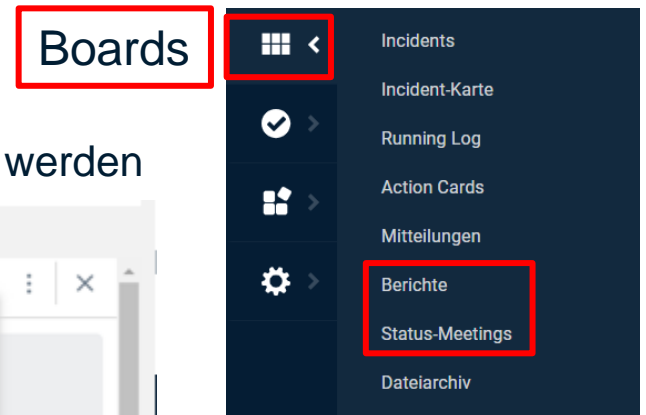 Boards
werden
Incidents
Incident-Karte
Running Log
Action Cards
Mitteilungen
Berichte
Status-Meetings
Dateiarchiv